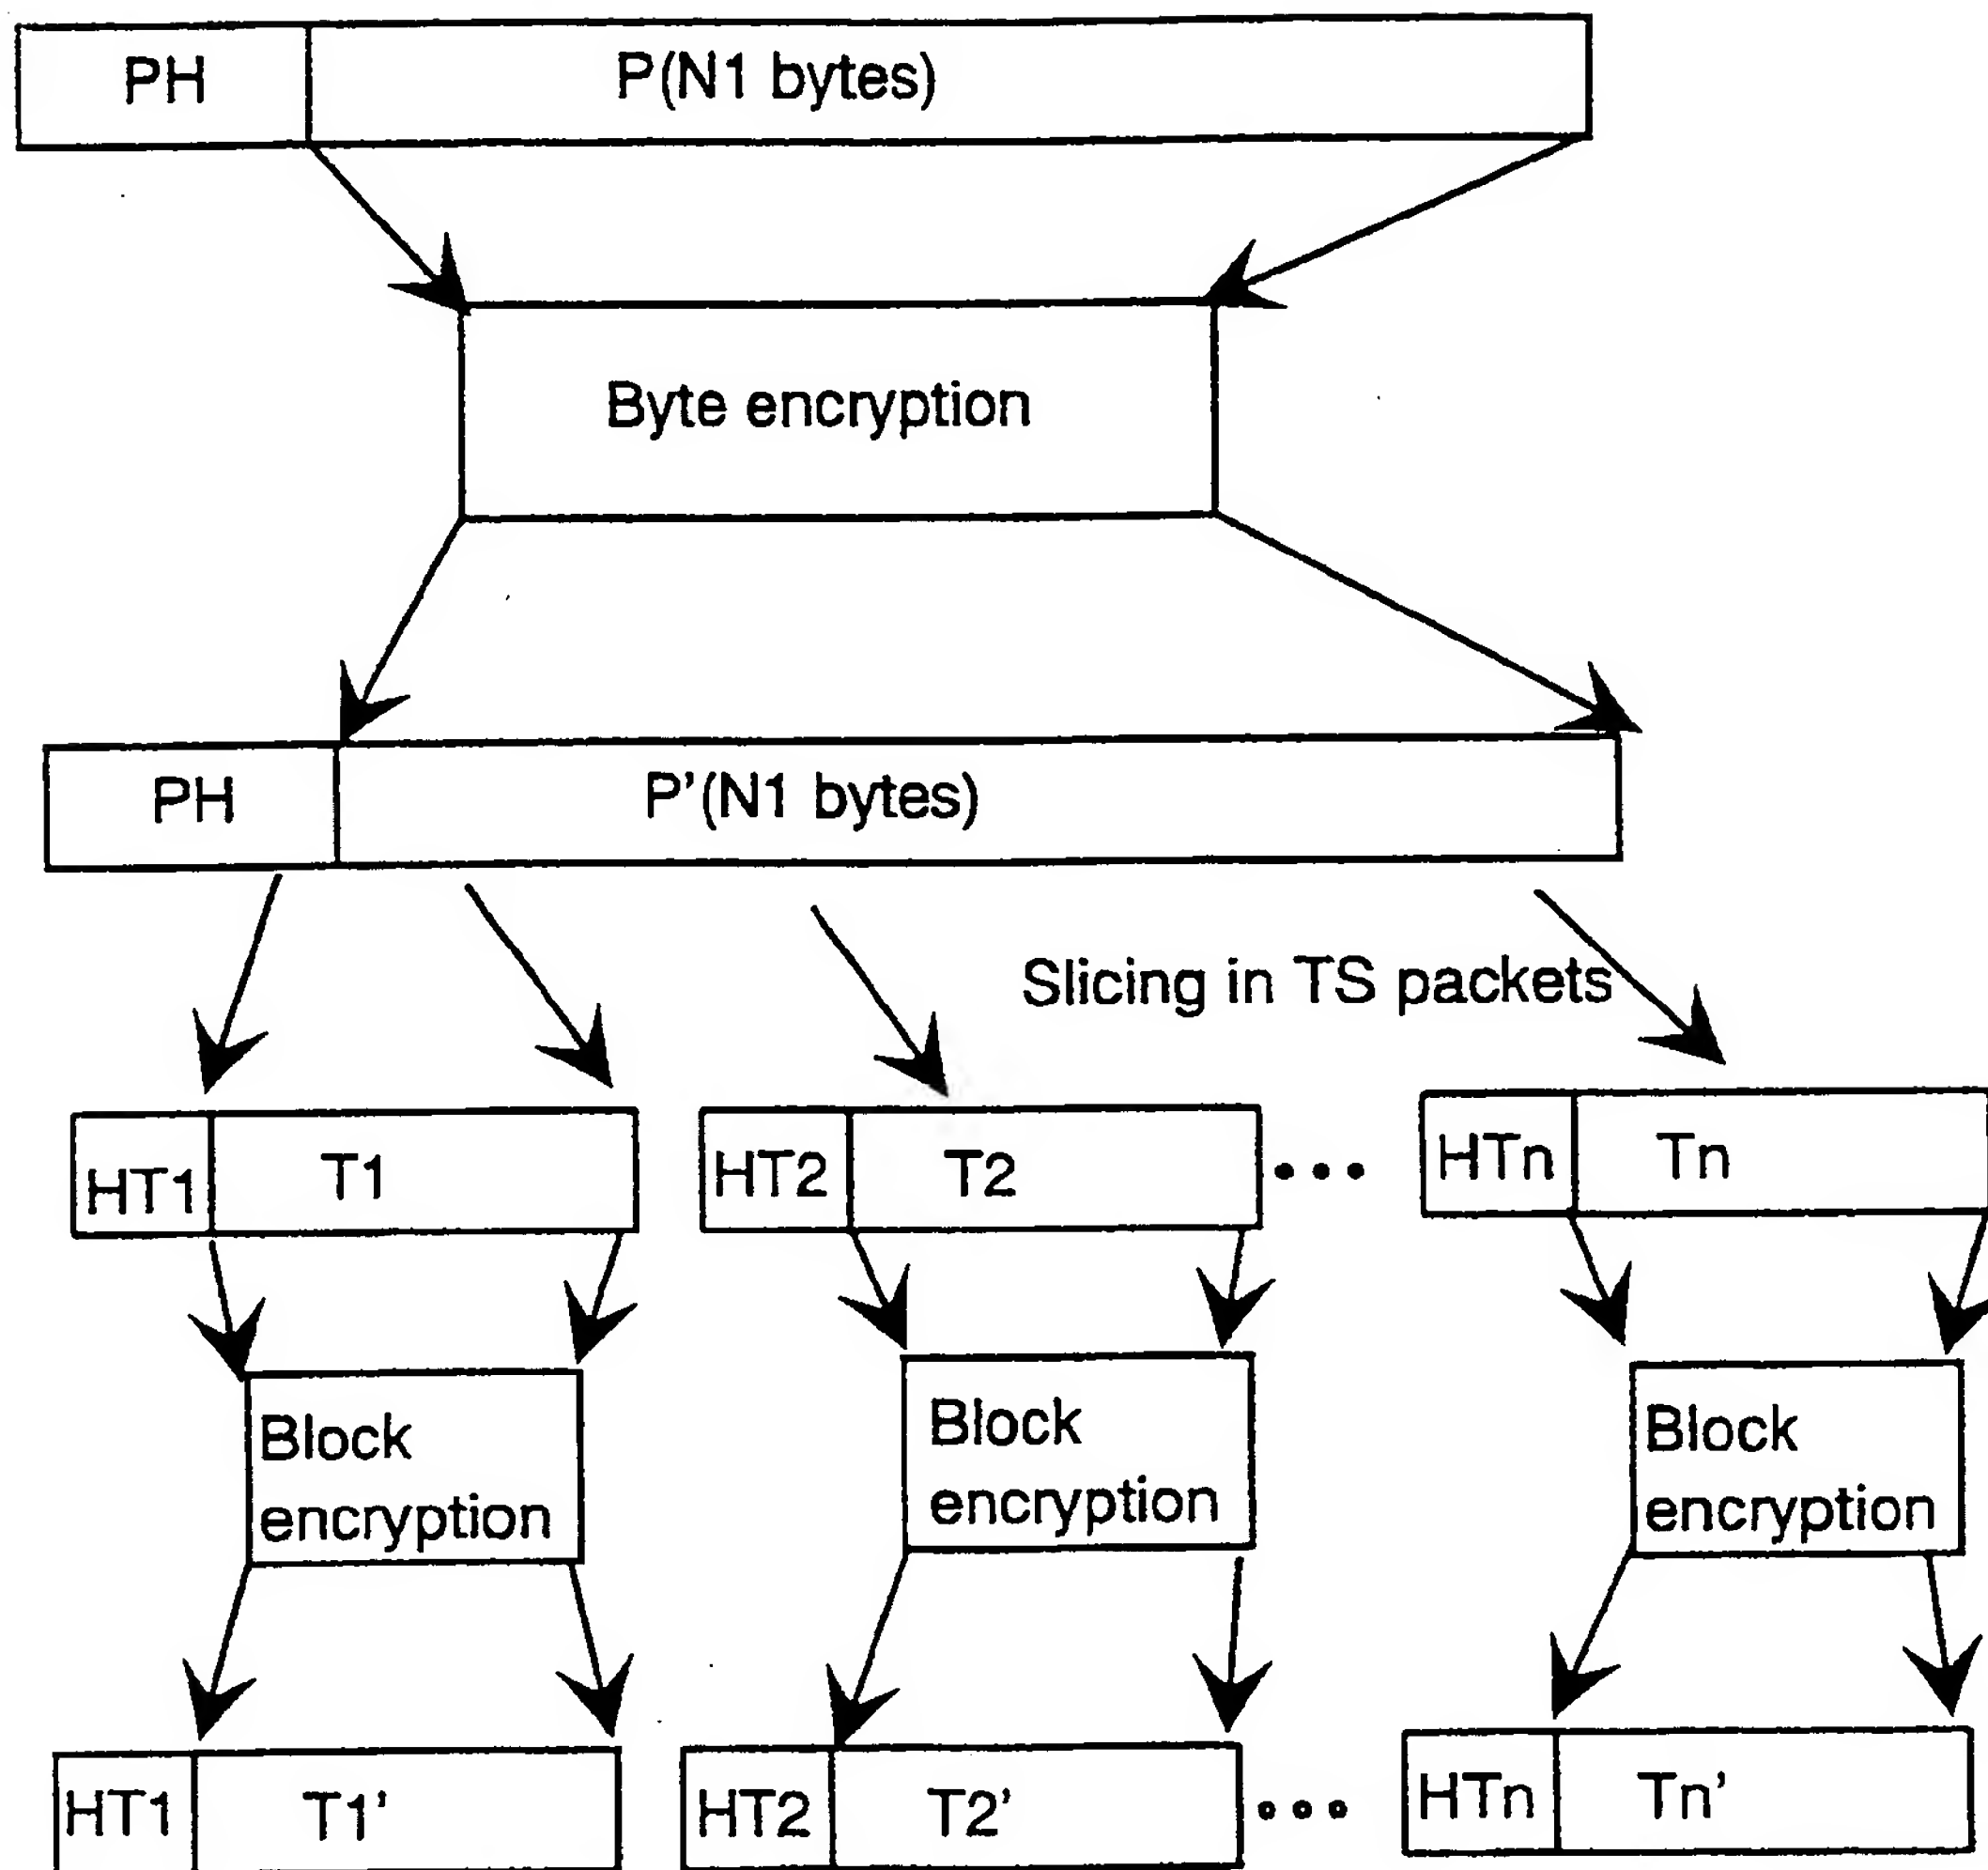 PH P(N1 bytes)
Byte encryption
PH P'(N1 bytes)
Slicing in TS packets
HT1 T1 HT2 T2 ••• HTn Tn
Block Block Block
encryption encryption encryption
HT1 T1' HT2 T2' ••• HTn Tn'